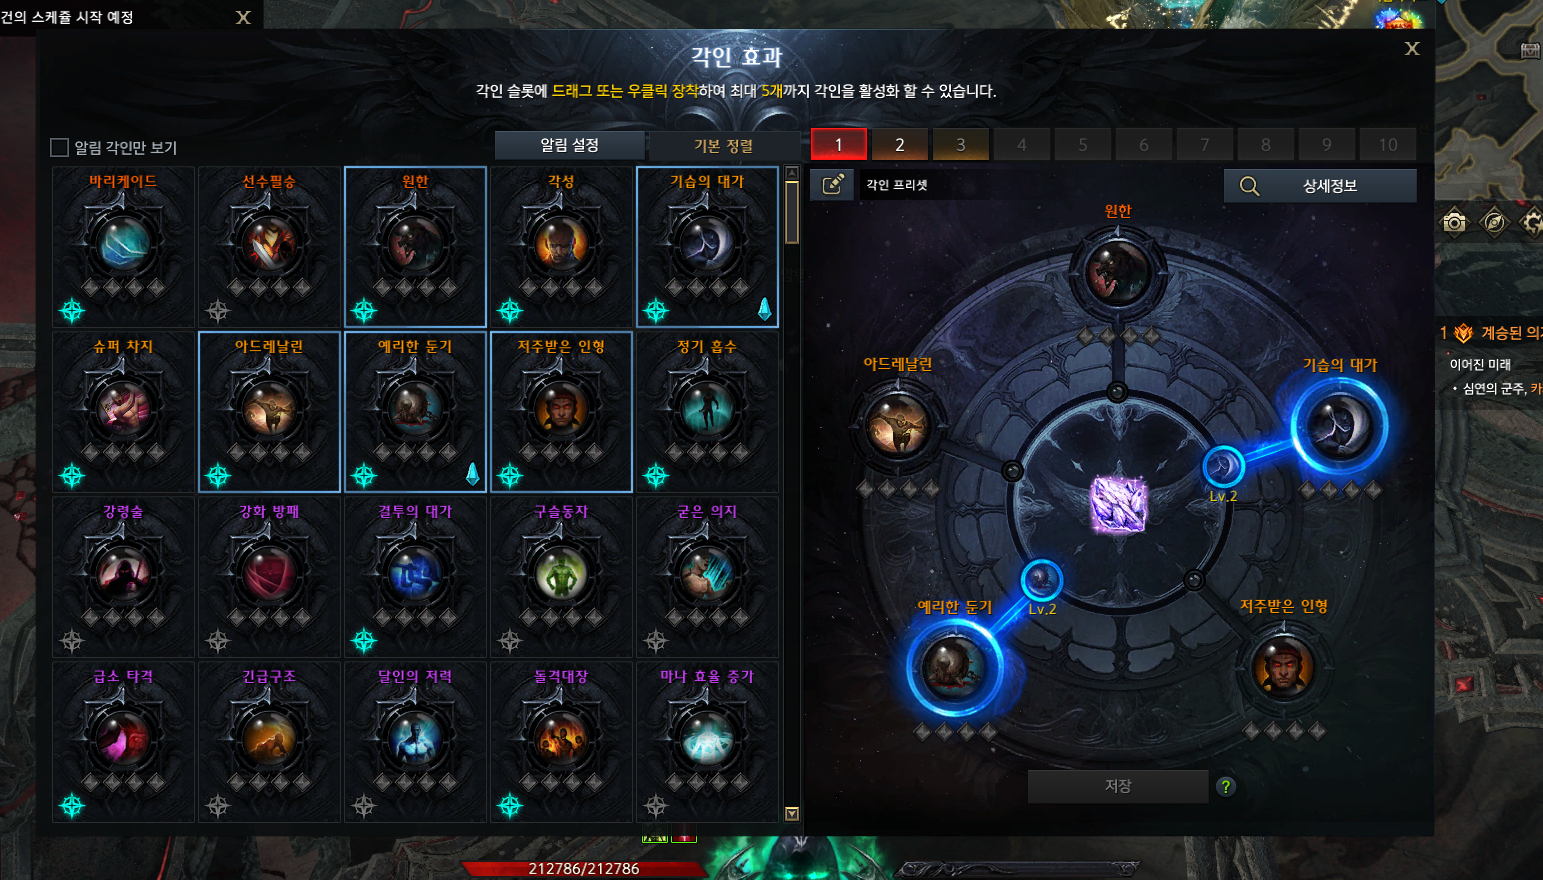 건의 스케줄 시작 예정
X
각인 효과
X
각인 슬롯에 드래그 또는 우클릭 장착하여 최대 5개까지 각인을 활성화 할 수 있습니다.
알림 각인만 보기
알림 설정
기본 정렬
1 2 3 4 5 6 7 8 9 10
각인 프리셋
상세정보
바리케이드 선수필승 원한 각성 기습의 대가
슈퍼 차지 아드레날린 예리한 둔기 저주받은 인형 정기 흡수
강령술 강화 방패 결투의 대가 구슬동자 굳은 의지
급소 타격 긴급구조 달인의 저력 돌격대장 마나 효율 증가
원한
아드레날린
기습의 대가
Lv.2
예리한 둔기
Lv.2
저주받은 인형
저장
?
1 계승된 의지
이어진 미래
• 심연의 군주, 카
212786/212786